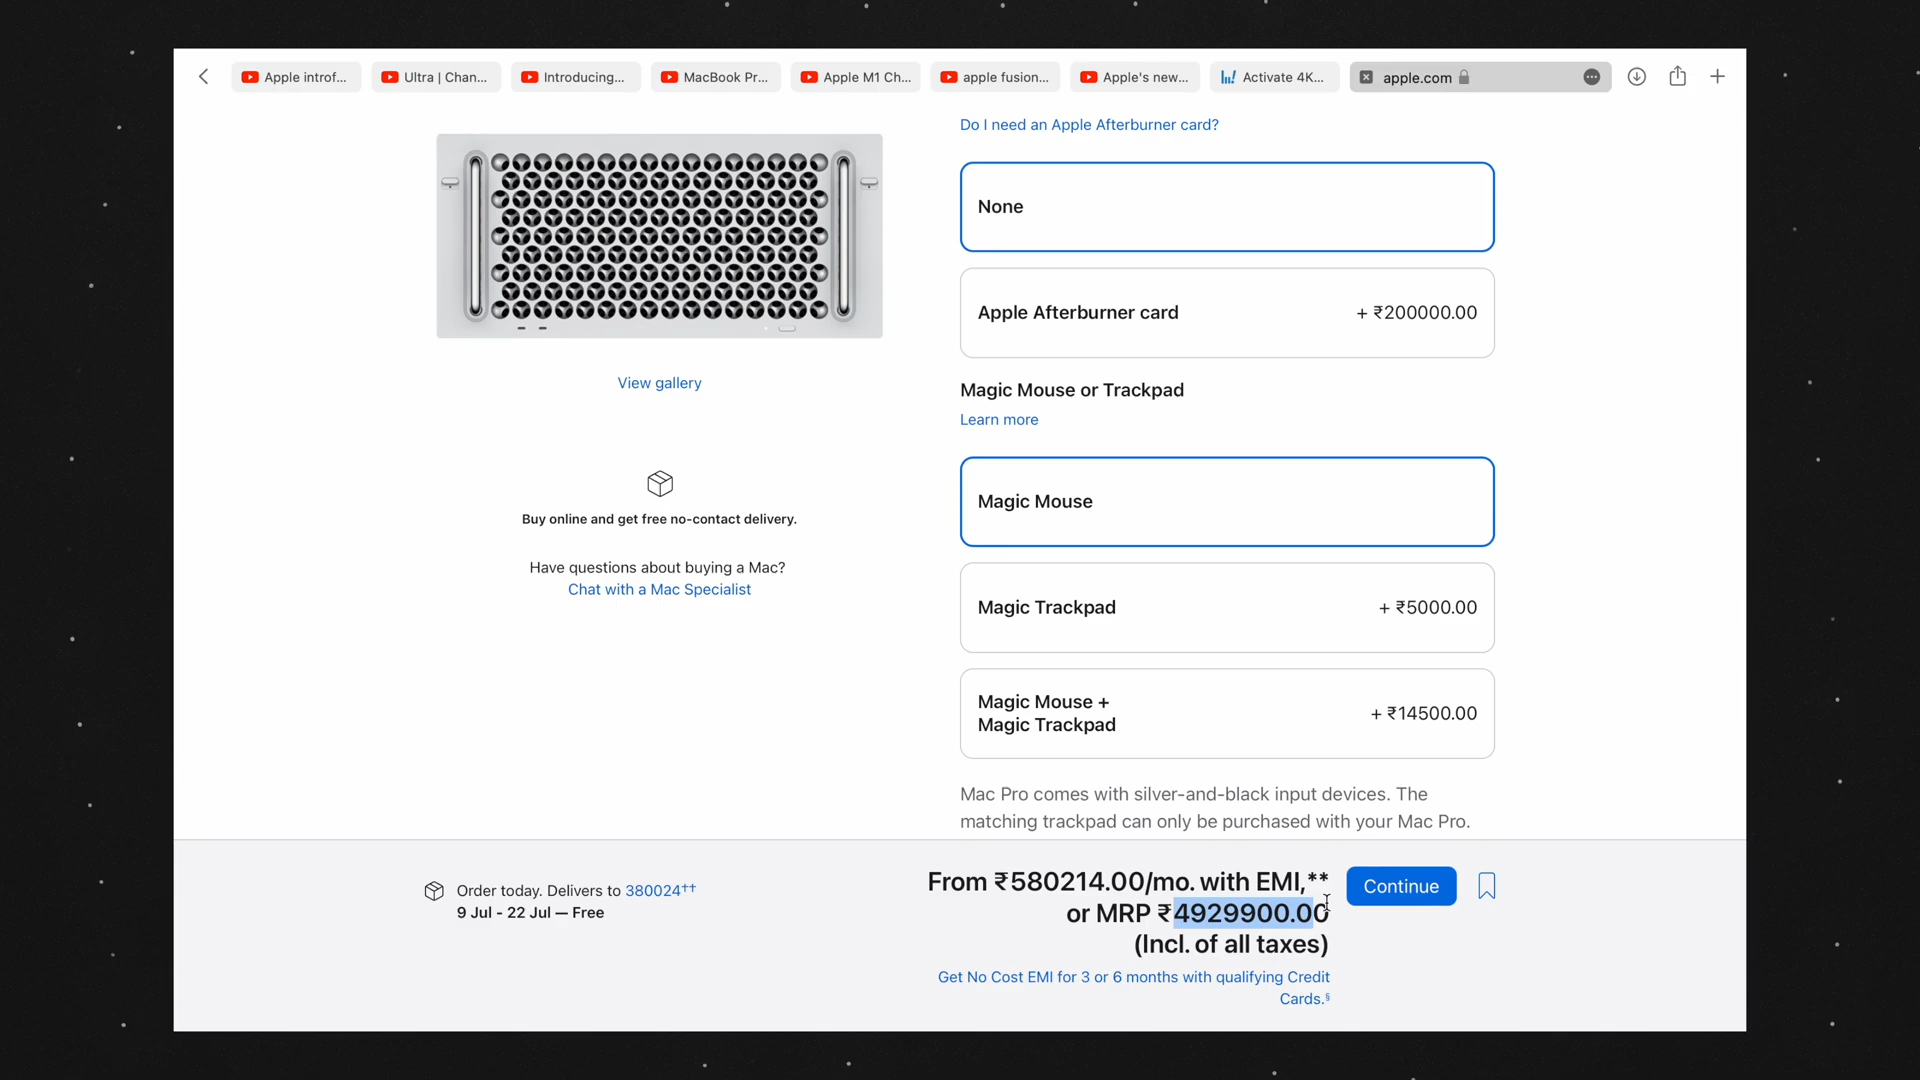 Apple introf...
Ultra | Chan...
Introducing...
MacBook Pr...
Apple M1 Ch...
apple fusion...
Apple's new...
Activate 4K...
apple.com
Do I need an Apple Afterburner card?
None
Apple Afterburner card + ₹200000.00
Magic Mouse or Trackpad
Learn more
View gallery
Magic Mouse
Buy online and get free no-contact delivery.
Have questions about buying a Mac?
Chat with a Mac Specialist
Magic Trackpad + ₹5000.00
Magic Mouse +
Magic Trackpad + ₹14500.00
Mac Pro comes with silver-and-black input devices. The
matching trackpad can only be purchased with your Mac Pro.
Order today. Delivers to 380024††
9 Jul - 22 Jul — Free
From ₹580214.00/mo. with EMI,**
or MRP ₹4929900.00
(Incl. of all taxes)
Continue
Get No Cost EMI for 3 or 6 months with qualifying Credit
Cards.§